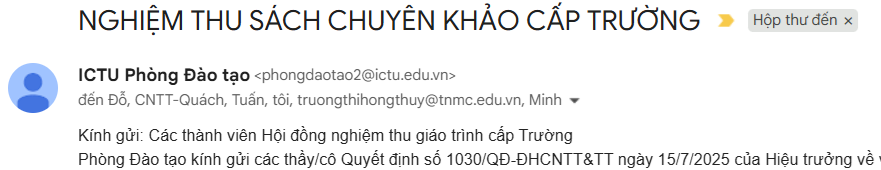 NGHIỆM THU SÁCH CHUYÊN KHẢO CẤP TRƯỜNG Hộp thư đến ×
ICTU Phòng Đào tạo <phongdaotao2@ictu.edu.vn>
đến Đỗ, CNTT-Quách, Tuấn, tôi, truongthihongthuy@tnmc.edu.vn, Minh
Kính gửi: Các thành viên Hội đồng nghiệm thu giáo trình cấp Trường
Phòng Đào tạo kính gửi các thầy/cô Quyết định số 1030/QĐ-ĐHCNTT&TT ngày 15/7/2025 của Hiệu trưởng về